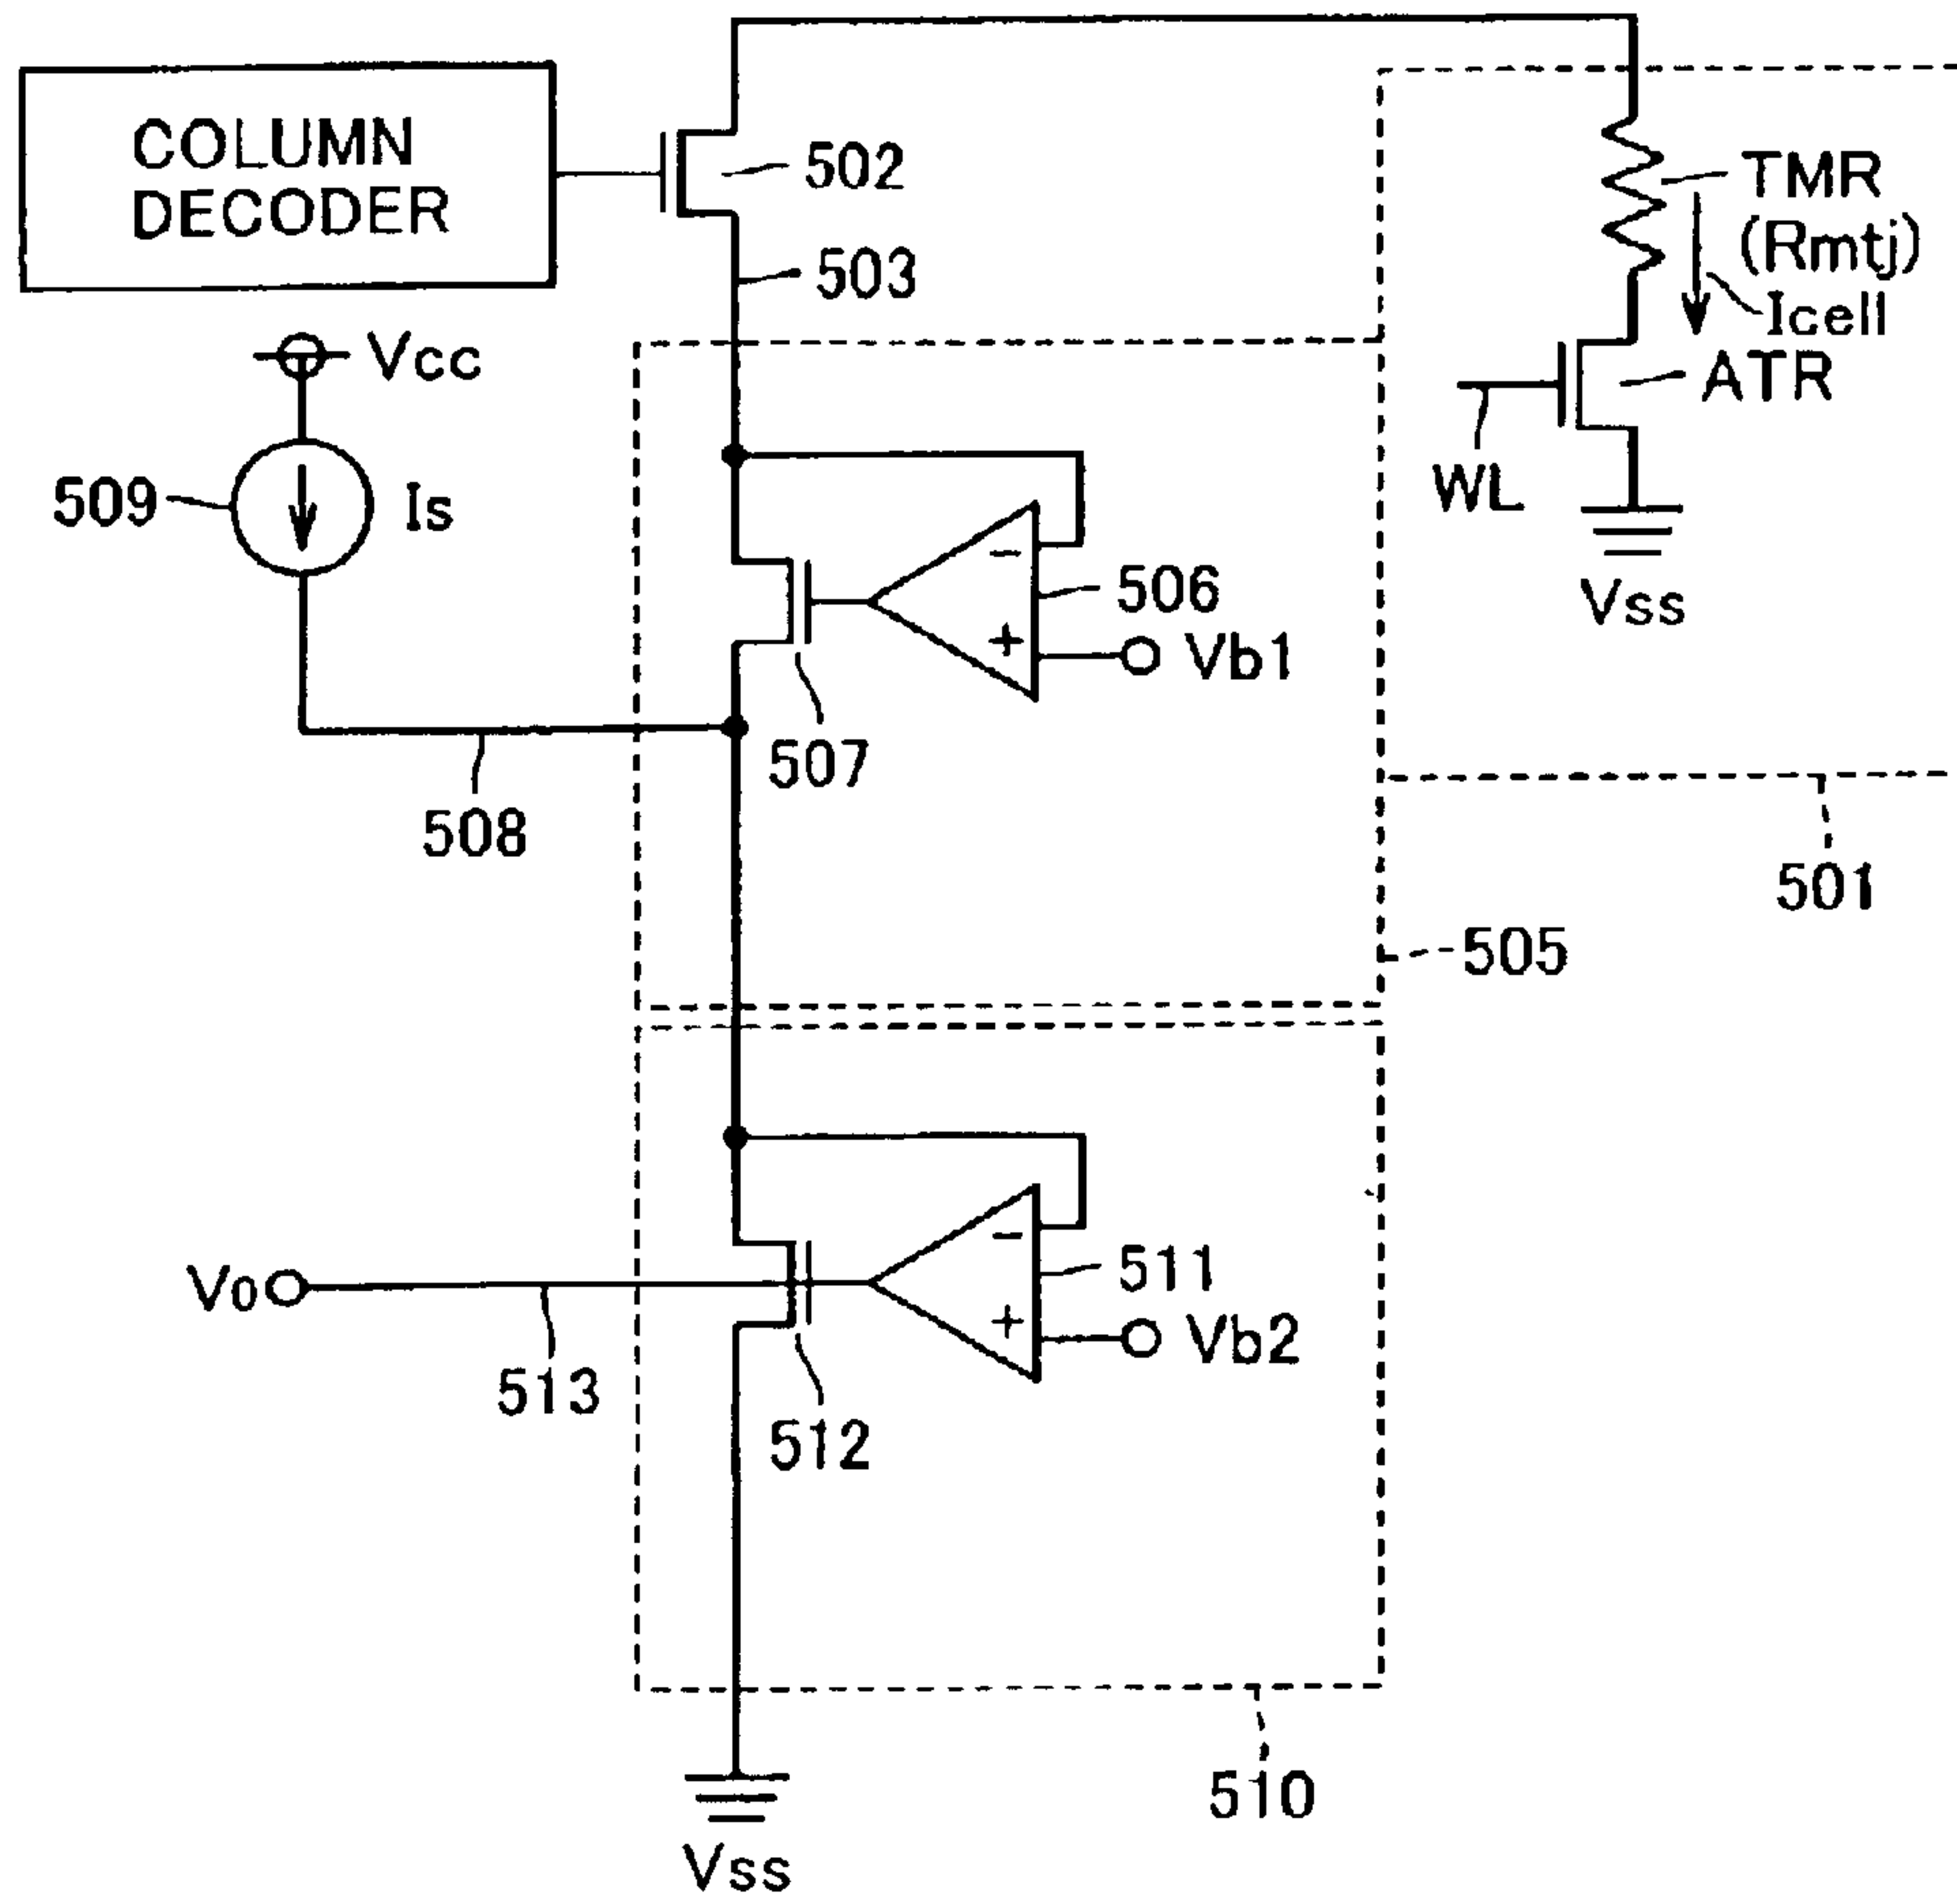 COLUMN
DECODER
502
503
TMR
(Rmtj)
Icell
ATR
WL
Vss
Vcc
509
Is
-
506
+
Vb1
507
508
501
505
-
511
+
Vb2
Vo
513
512
510
Vss